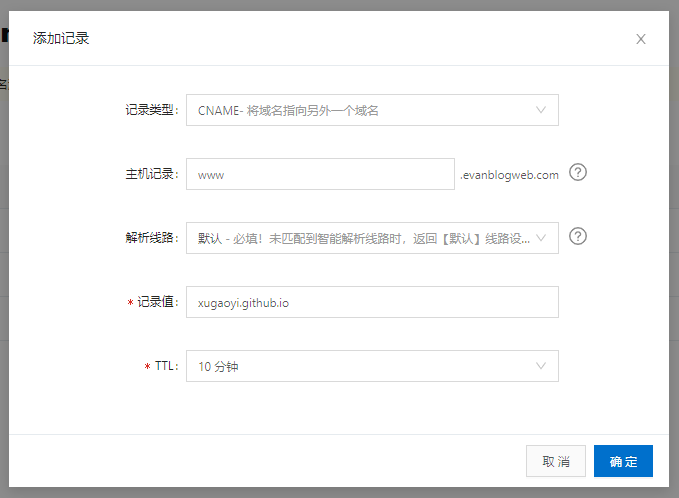 添加记录
记录类型: CNAME- 将域名指向另外一个域名
主机记录: www .evanblogweb.com ?
解析线路: 默认 - 必填！未匹配到智能解析线路时，返回【默认】线路设... ?
* 记录值: xugaoyi.github.io
* TTL: 10 分钟
取 消 确 定